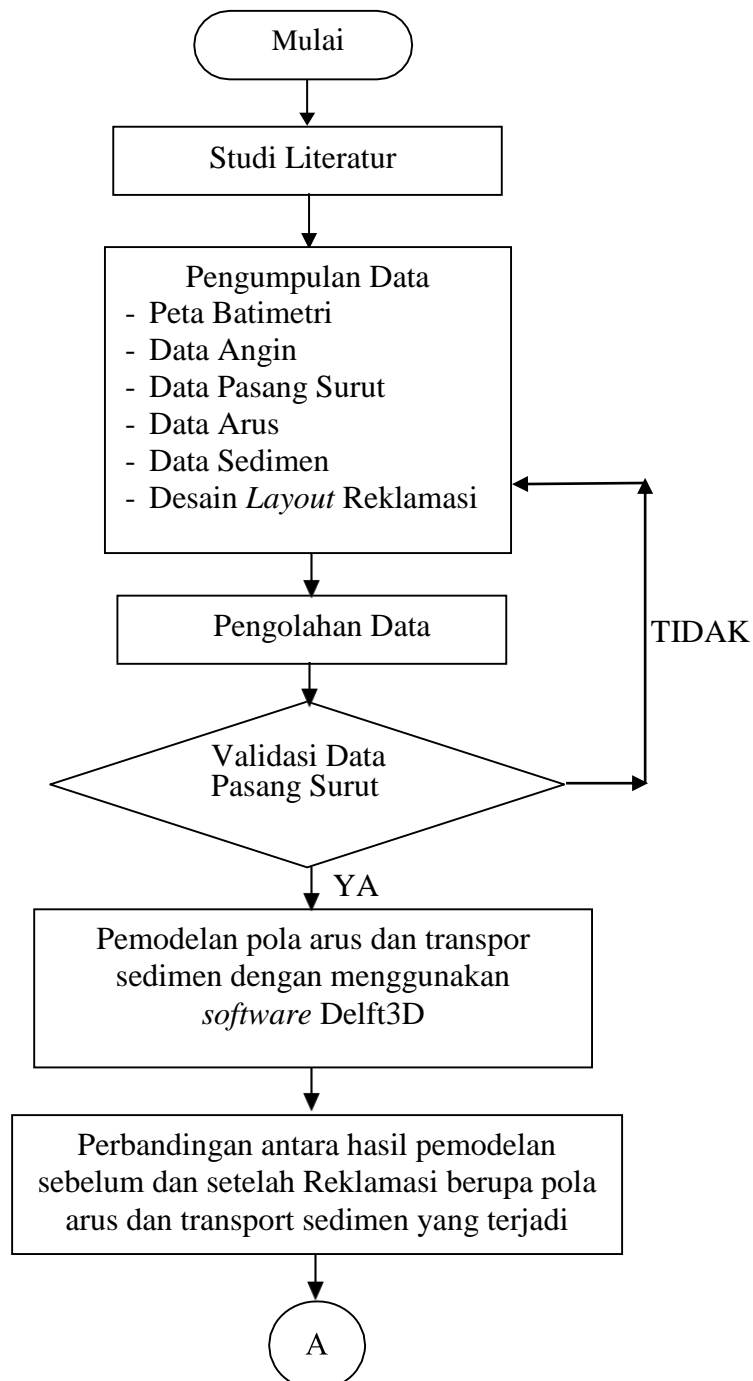 Mulai
Studi Literatur
Pengumpulan Data
- Peta Batimetri
- Data Angin
- Data Pasang Surut
- Data Arus
- Data Sedimen
- Desain Layout Reklamasi
Pengolahan Data
TIDAK
Validasi Data
Pasang Surut
YA
Pemodelan pola arus dan transpor
sedimen dengan menggunakan
software Delft3D
Perbandingan antara hasil pemodelan
sebelum dan setelah Reklamasi berupa pola
arus dan transport sedimen yang terjadi
A